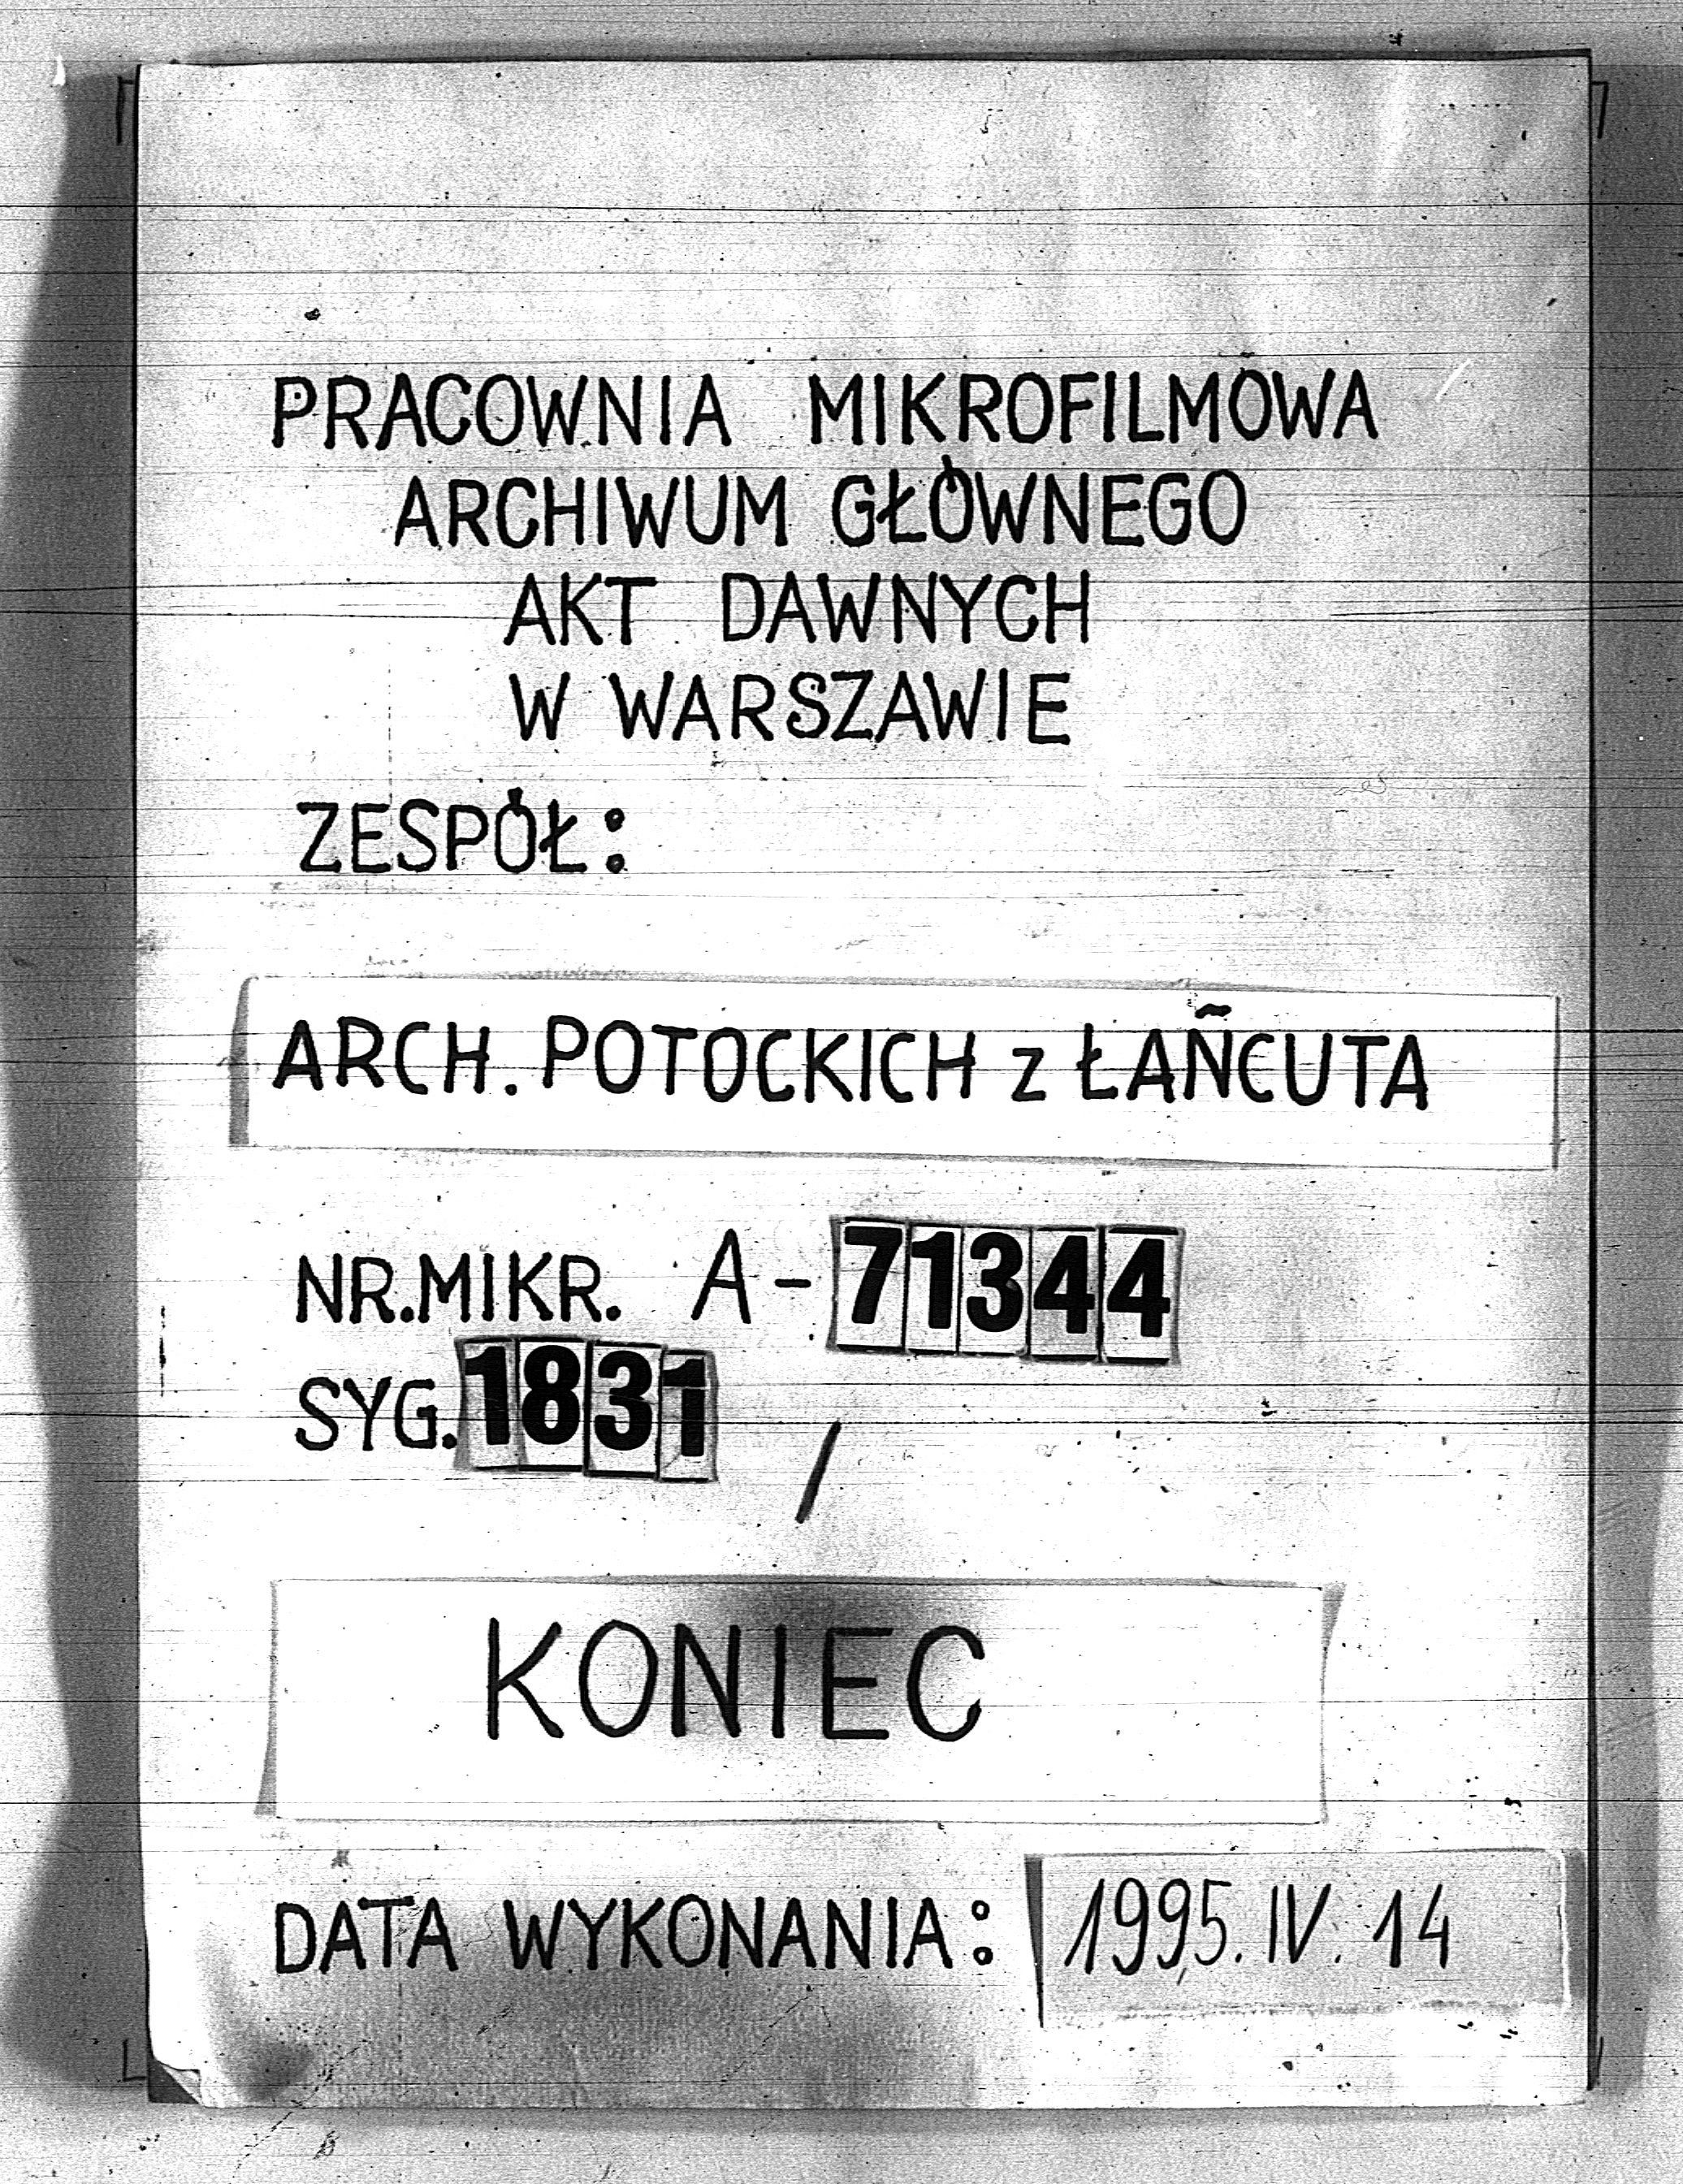 PRACOWNIA MIKROFILMOWA
ARCHIWUM GŁÓWNEGO
AKT DAWNYCH
W WARSZAWIE
ZESPÓŁ:
ARCH. POTOCKICH z ŁAŃCUTA
NR.MIKR. A-71344
SYG. 1831 /
KONIEC
DATA WYKONANIA: 1995.IV.14